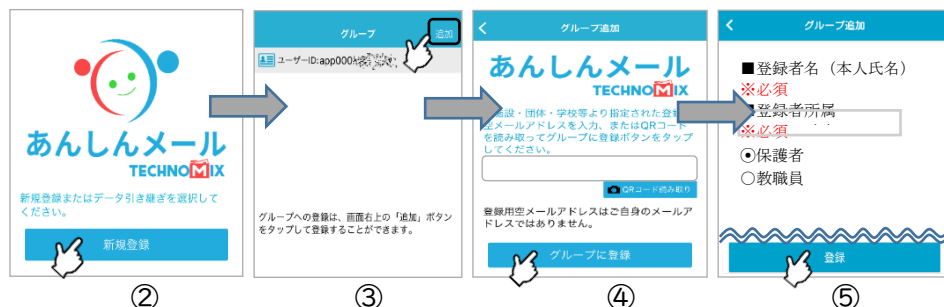 あんしんメール
TECHNOMIX
新規登録またはデータ引き継ぎを選択して
ください。
新規登録
②
グループ
追加
ユーザーID:app000
グループへの登録は、画面右上の「追加」ボタン
をタップして登録することができます。
③
グループ追加
あんしんメール
TECHNOMIX
施設・団体・学校等より指定された登録
空メールアドレスを入力、またはQRコード
を読み取ってグループに登録ボタンをタップ
してください。
QRコード読み取り
登録用空メールアドレスはご自身のメールア
ドレスではありません。
グループに登録
④
グループ追加
■登録者名（本人氏名）
※必須
■登録者所属
※必須
⦿保護者
○教職員
登録
⑤